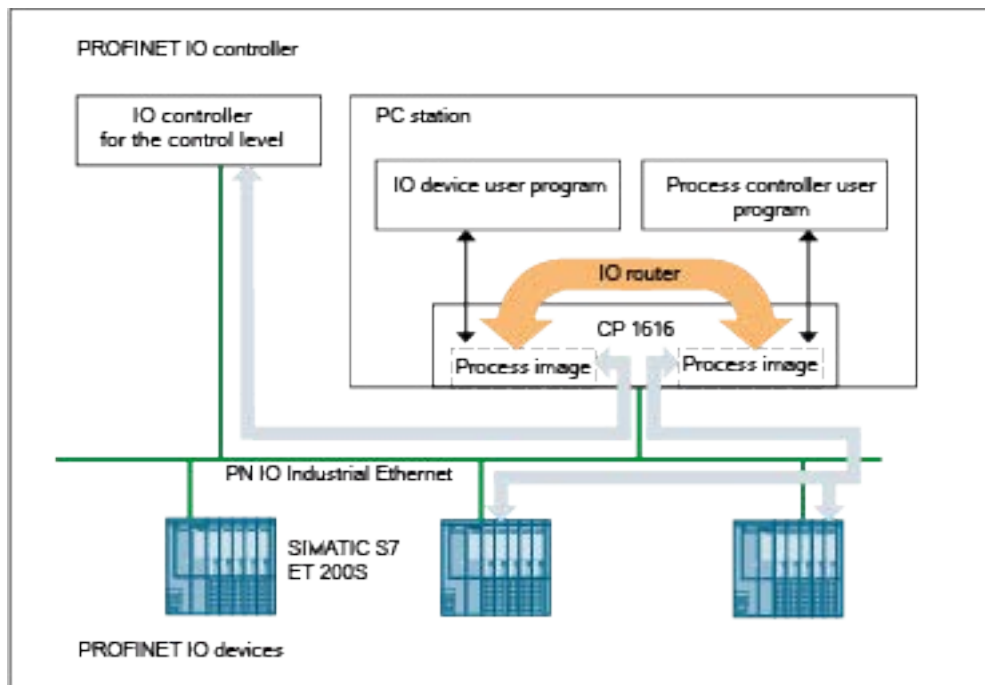 PROFINET IO controller
IO controller
for the control level
PC station
IO device user program
Process controller user
program
IO router
CP 1616
Process image
Process image
PN IO Industrial Ethernet
SIMATIC S7
ET 200S
PROFINET IO devices